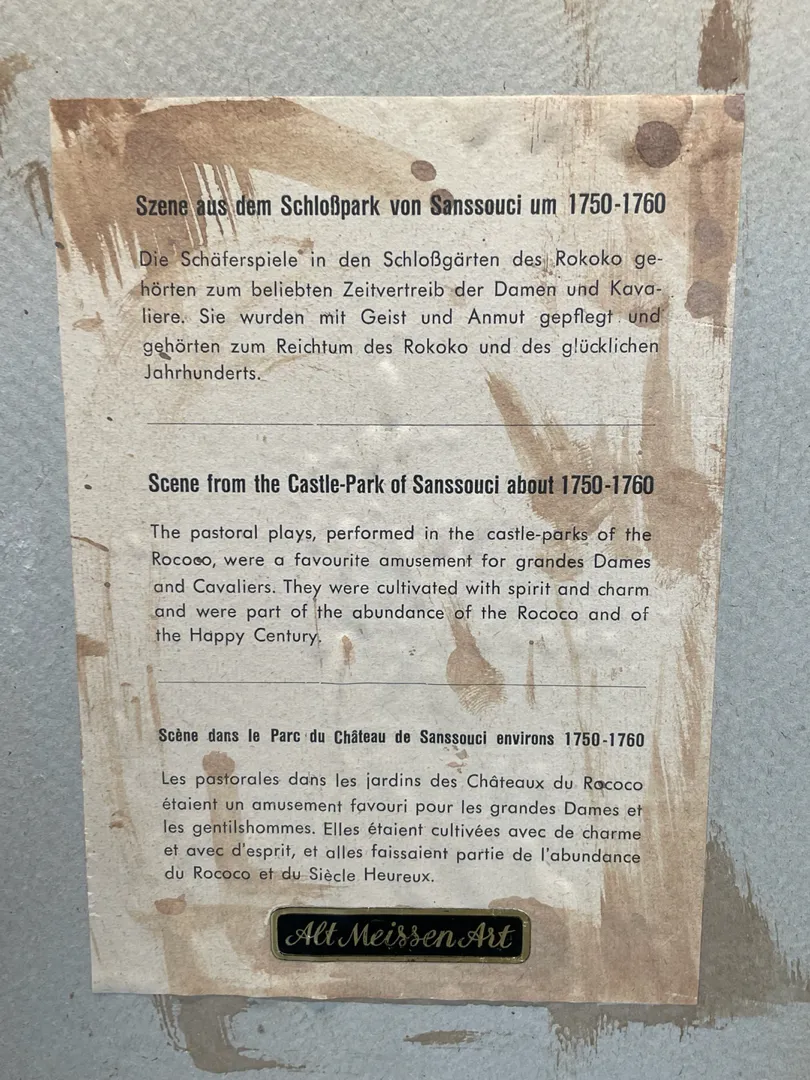 Szene aus dem Schloßpark von Sanssouci um 1750-1760
Die Schäferspiele in den Schloßgärten des Rokoko ge-
hörten zum beliebten Zeitvertreib der Damen und Kava-
liere. Sie wurden mit Geist und Anmut gepflegt und
gehörten zum Reichtum des Rokoko und des glücklichen
Jahrhunderts.
Scene from the Castle-Park of Sanssouci about 1750-1760
The pastoral plays, performed in the castle-parks of the
Rococo, were a favourite amusement for grandes Dames
and Cavaliers. They were cultivated with spirit and charm
and were part of the abundance of the Rococo and of
the Happy Century.
Scène dans le Parc du Château de Sanssouci environs 1750-1760
Les pastorales dans les jardins des Châteaux du Rococo
étaient un amusement favouri pour les grandes Dames et
les gentilshommes. Elles étaient cultivées avec de charme
et avec d'esprit, et alles faissaient partie de l'abundance
du Rococo et du Siècle Heureux.
Alt Meissen Art